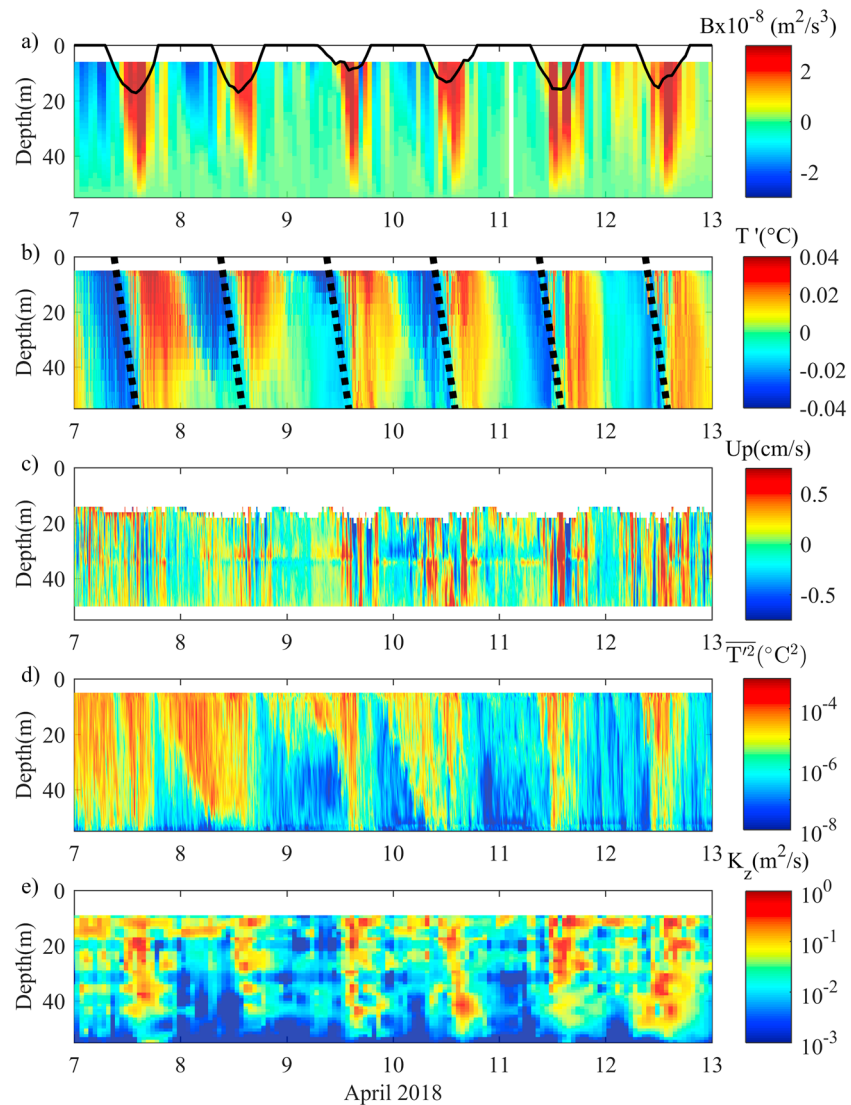 a)
Bx10⁻⁸ (m²/s³)
Depth(m)
0
20
40
2
0
-2
7 8 9 10 11 12 13
b)
T '(°C)
Depth(m)
0
20
40
0.04
0.02
0
-0.02
-0.04
7 8 9 10 11 12 13
c)
Up(cm/s)
Depth(m)
0
20
40
0.5
0
-0.5
7 8 9 10 11 12 13
d)
T′²(°C²)
Depth(m)
0
20
40
10⁻⁴
10⁻⁶
10⁻⁸
7 8 9 10 11 12 13
e)
K_z(m²/s)
Depth(m)
0
20
40
10⁰
10⁻¹
10⁻²
10⁻³
7 8 9 10 11 12 13
April 2018